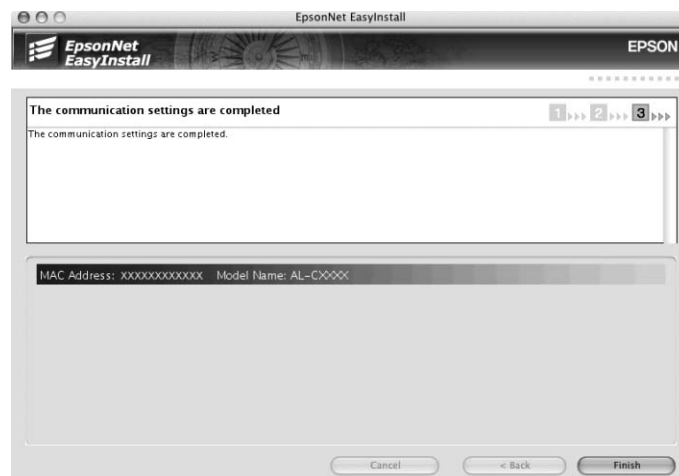 EpsonNet EasyInstall
EpsonNet
EasyInstall
EPSON
The communication settings are completed
1 2 3
The communication settings are completed.
MAC Address: XXXXXXXXXXXX Model Name: AL-CXXXX
Cancel < Back Finish